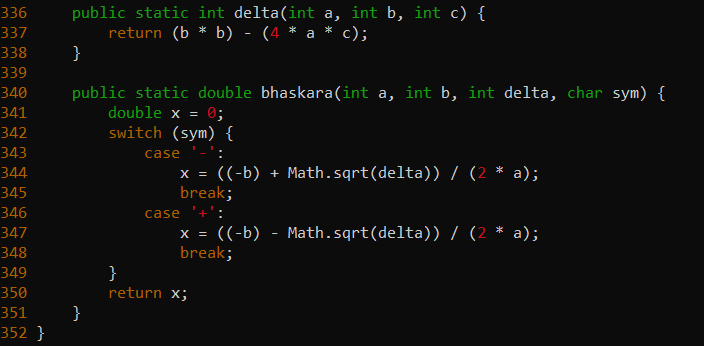 336     public static int delta(int a, int b, int c) {
337         return (b * b) - (4 * a * c);
338     }
339
340     public static double bhaskara(int a, int b, int delta, char sym) {
341         double x = 0;
342         switch (sym) {
343             case '-':
344                 x = ((-b) + Math.sqrt(delta)) / (2 * a);
345                 break;
346             case '+':
347                 x = ((-b) - Math.sqrt(delta)) / (2 * a);
348                 break;
349         }
350         return x;
351     }
352 }